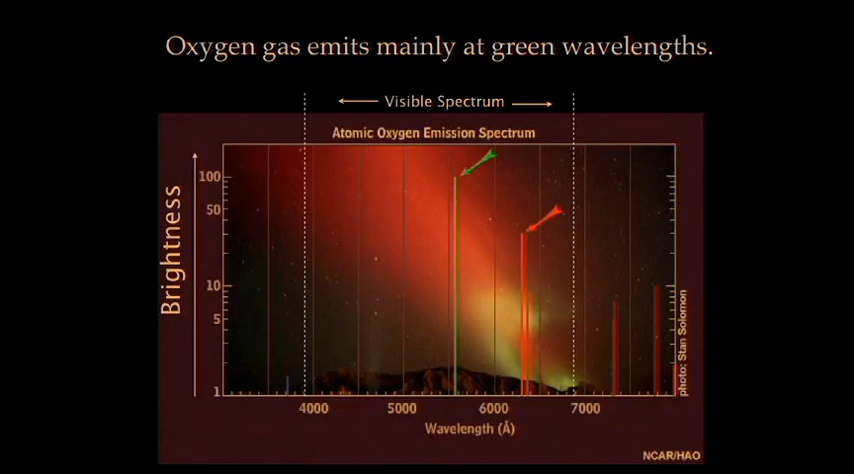 Oxygen gas emits mainly at green wavelengths.
Visible Spectrum
Atomic Oxygen Emission Spectrum
Brightness
100
50
10
5
1
4000 5000 6000 7000
Wavelength (Å)
photo: Stan Solomon
NCAR/HAO